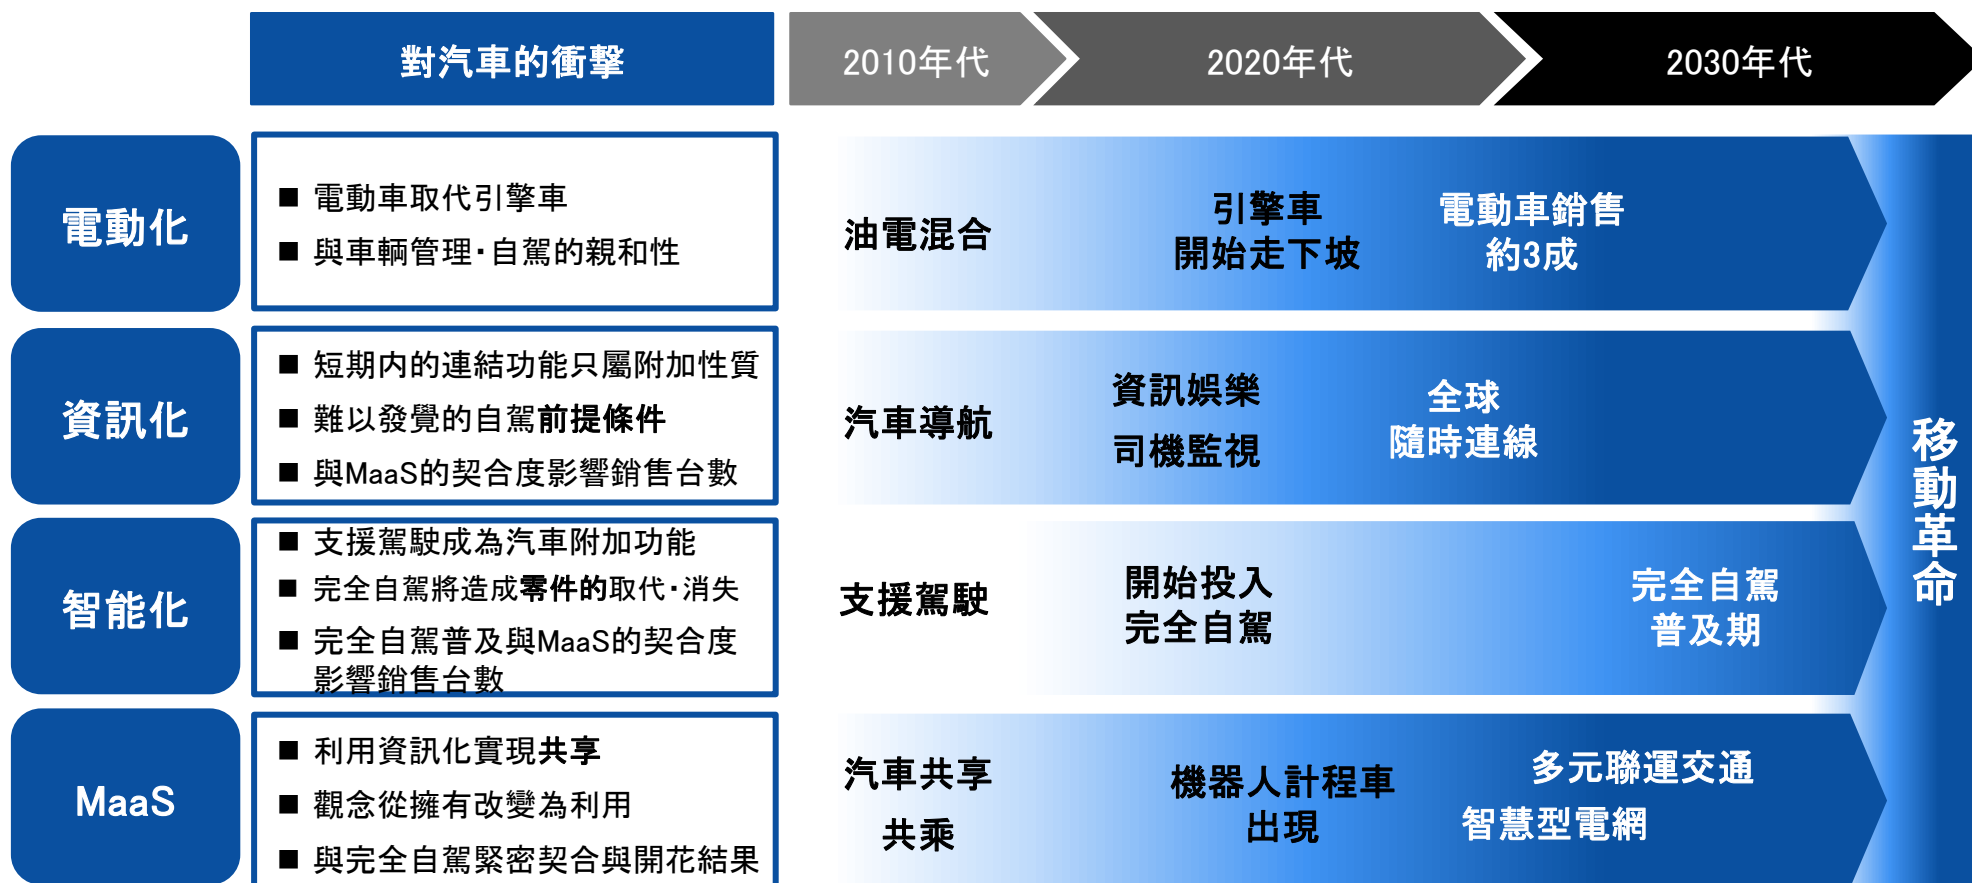 對汽車的衝擊
2010年代
2020年代
2030年代
電動化
■ 電動車取代引擎車
■ 與車輛管理･自駕的親和性
油電混合
引擎車
開始走下坡
電動車銷售
約3成
資訊化
■ 短期內的連結功能只屬附加性質
■ 難以發覺的自駕前提條件
■ 與MaaS的契合度影響銷售台數
汽車導航
資訊娛樂
司機監視
全球
隨時連線
智能化
■ 支援駕駛成為汽車附加功能
■ 完全自駕將造成零件的取代･消失
■ 完全自駕普及與MaaS的契合度
影響銷售台數
支援駕駛
開始投入
完全自駕
完全自駕
普及期
MaaS
■ 利用資訊化實現共享
■ 觀念從擁有改變為利用
■ 與完全自駕緊密契合與開花結果
汽車共享
共乘
機器人計程車
出現
多元聯運交通
智慧型電網
移動革命